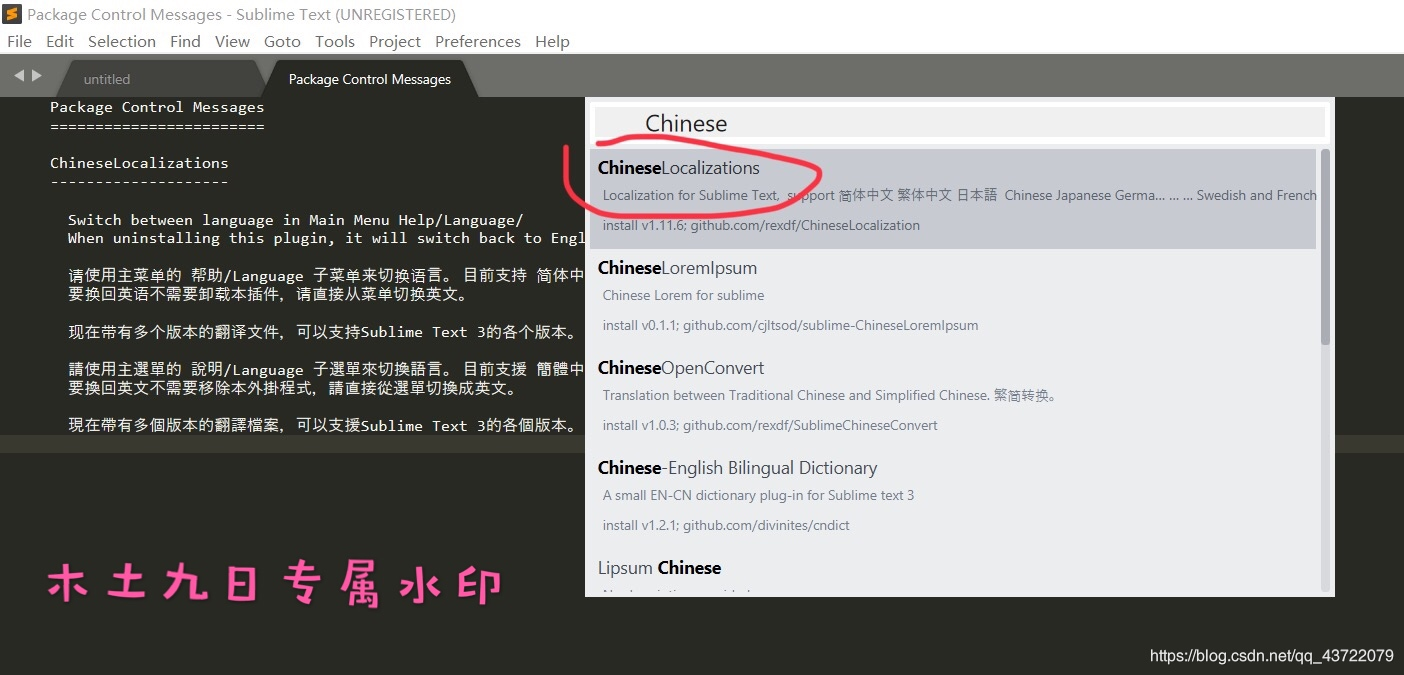 Package Control Messages - Sublime Text (UNREGISTERED)
File Edit Selection Find View Goto Tools Project Preferences Help
untitled
Package Control Messages
Package Control Messages
========================
ChineseLocalizations
--------------------
Switch between language in Main Menu Help/Language/
When uninstalling this plugin, it will switch back to Engl
请使用主菜单的 帮助/Language 子菜单来切换语言。目前支持 简体中
要换回英语不需要卸载本插件，请直接从菜单切换英文。
现在带有多个版本的翻译文件，可以支持Sublime Text 3的各个版本。
請使用主選單的 說明/Language 子選單來切換語言。目前支援 簡體中
要換回英文不需要移除本外掛程式，請直接從選單切換成英文。
現在帶有多個版本的翻譯檔案，可以支援Sublime Text 3的各個版本。
Chinese
ChineseLocalizations
Localization for Sublime Text, support 简体中文 繁体中文 日本語 Chinese Japanese Germa... ... ... Swedish and French
install v1.11.6; github.com/rexdf/ChineseLocalization
ChineseLoremIpsum
Chinese Lorem for sublime
install v0.1.1; github.com/cjltsod/sublime-ChineseLoremIpsum
ChineseOpenConvert
Translation between Traditional Chinese and Simplified Chinese. 繁简转换。
install v1.0.3; github.com/rexdf/SublimeChineseConvert
Chinese-English Bilingual Dictionary
A small EN-CN dictionary plug-in for Sublime text 3
install v1.2.1; github.com/divinites/cndict
Lipsum Chinese
木土九日专属水印
https://blog.csdn.net/qq_43722079